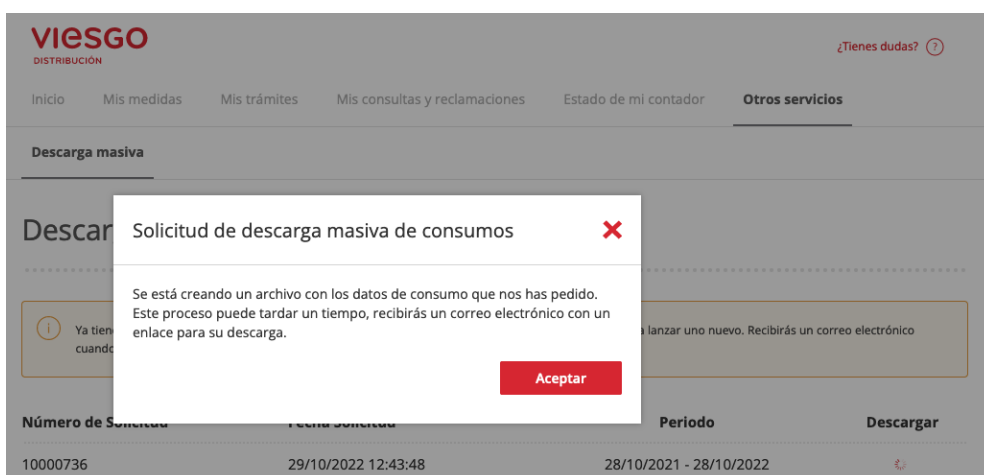 viesgo
DISTRIBUCIÓN
¿Tienes dudas? ?
Inicio Mis medidas Mis trámites Mis consultas y reclamaciones Estado de mi contador Otros servicios
Descarga masiva
Descar
Solicitud de descarga masiva de consumos
Se está creando un archivo con los datos de consumo que nos has pedido.
Este proceso puede tardar un tiempo, recibirás un correo electrónico con un
enlace para su descarga.
Aceptar
Ya tien lanzar uno nuevo. Recibirás un correo electrónico
cuando
Número de Solicitud Fecha Solicitud Periodo Descargar
10000736 29/10/2022 12:43:48 28/10/2021 - 28/10/2022